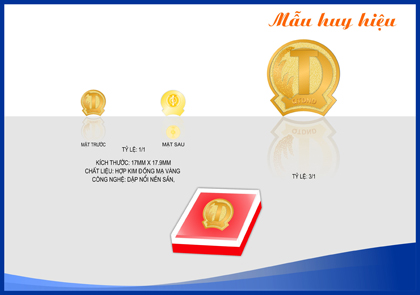 Mẫu huy hiệu
MẶT TRƯỚC
MẶT SAU
TỶ LỆ: 1/1
KÍCH THƯỚC: 17MM X 17.9MM
CHẤT LIỆU: HỢP KIM ĐỒNG MẠ VÀNG
CÔNG NGHỆ: DẬP NỔI NỀN SẦN,
TỶ LỆ: 3/1